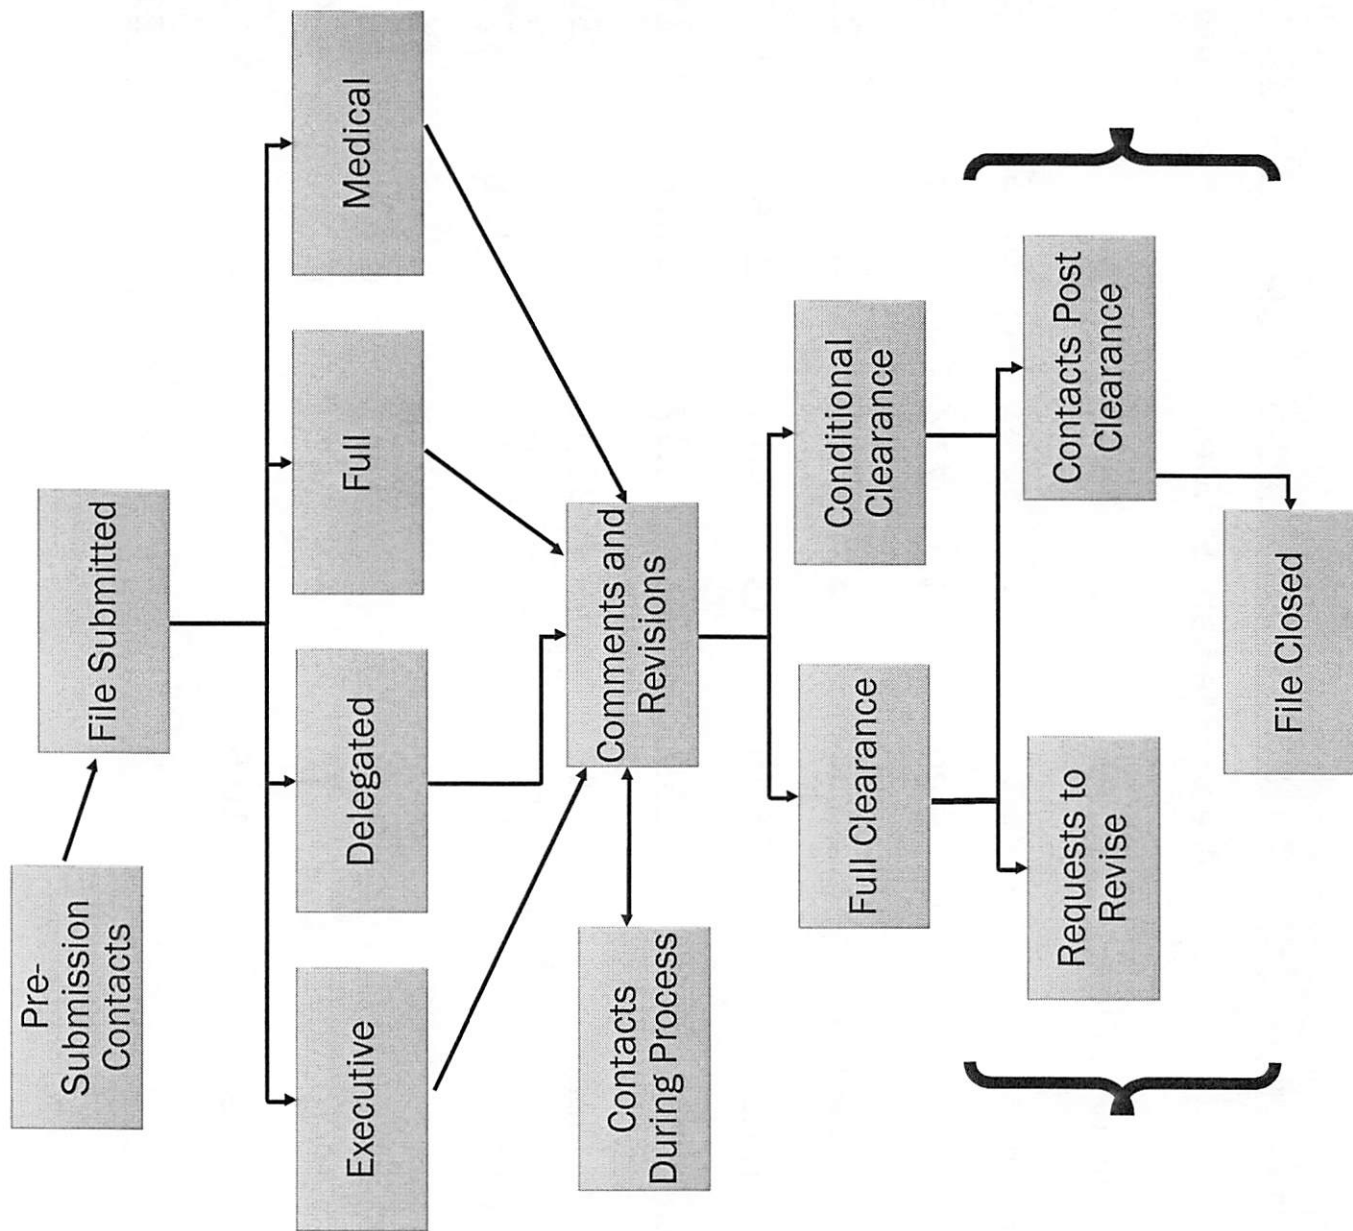 Pre-
Submission
Contacts
File Submitted
Executive
Delegated
Full
Medical
Contacts
During Process
Comments and
Revisions
Full Clearance
Conditional
Clearance
Requests to
Revise
Contacts Post
Clearance
File Closed